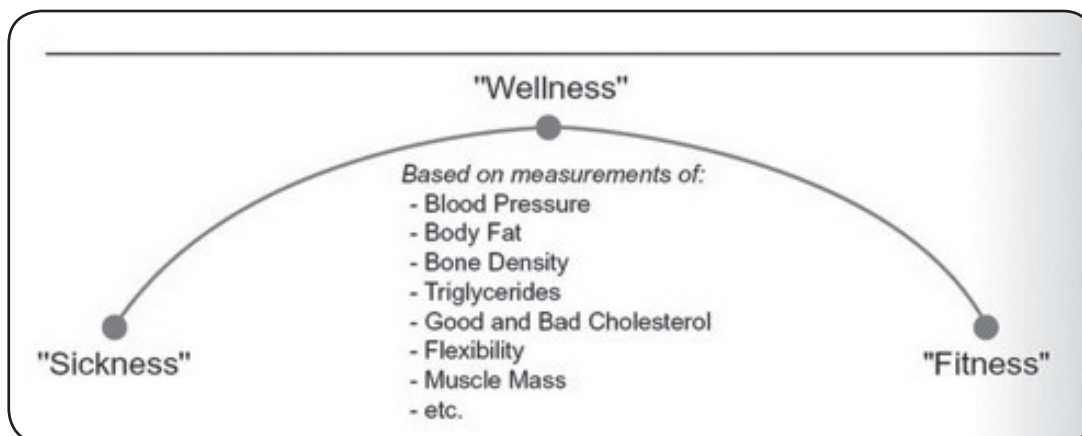 "Wellness"
Based on measurements of:
- Blood Pressure
- Body Fat
- Bone Density
- Triglycerides
- Good and Bad Cholesterol
- Flexibility
- Muscle Mass
- etc.
"Sickness"
"Fitness"